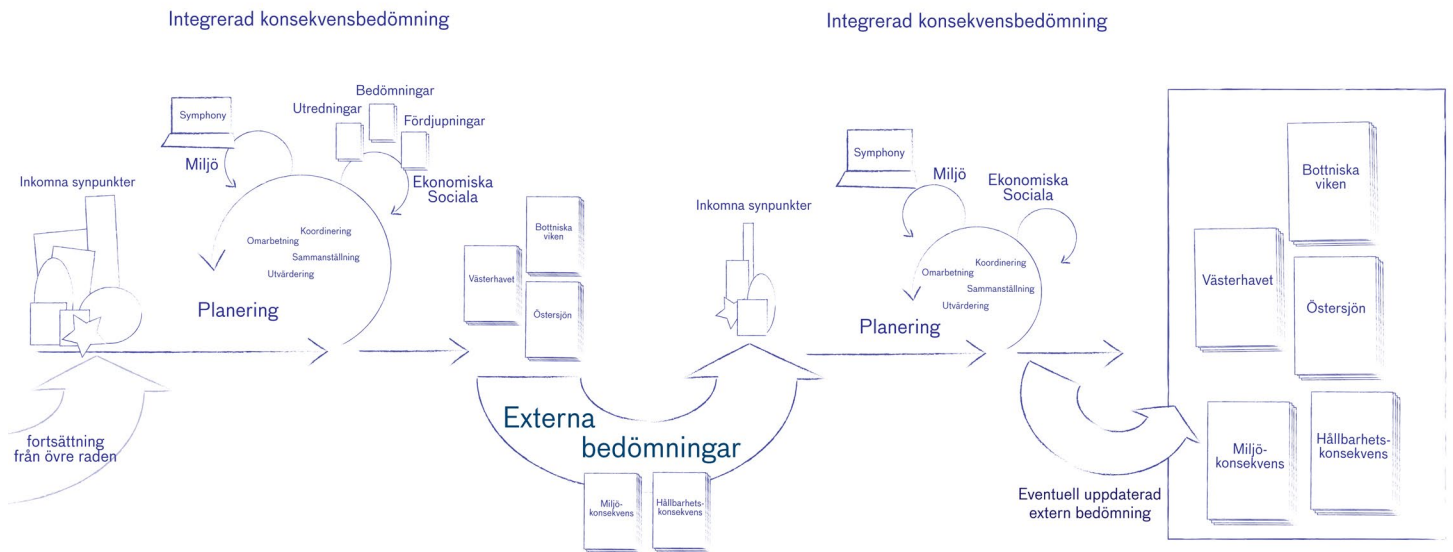 Integrerad konsekvensbedömning
Integrerad konsekvensbedömning
Bedömningar
Utredningar
Fördjupningar
Symphony
Miljö
Ekonomiska
Sociala
Inkomna synpunkter
Koordinering
Omarbetning
Sammanställning
Utvärdering
Planering
Bottniska
viken
Västerhavet
Östersjön
fortsättning
från övre raden
Externa
bedömningar
Miljö-
konsekvens
Hållbarhets-
konsekvens
Inkomna synpunkter
Symphony
Miljö
Ekonomiska
Sociala
Koordinering
Omarbetning
Sammanställning
Utvärdering
Planering
Eventuell uppdaterad
extern bedömning
Bottniska
viken
Västerhavet
Östersjön
Miljö-
konsekvens
Hållbarhets-
konsekvens